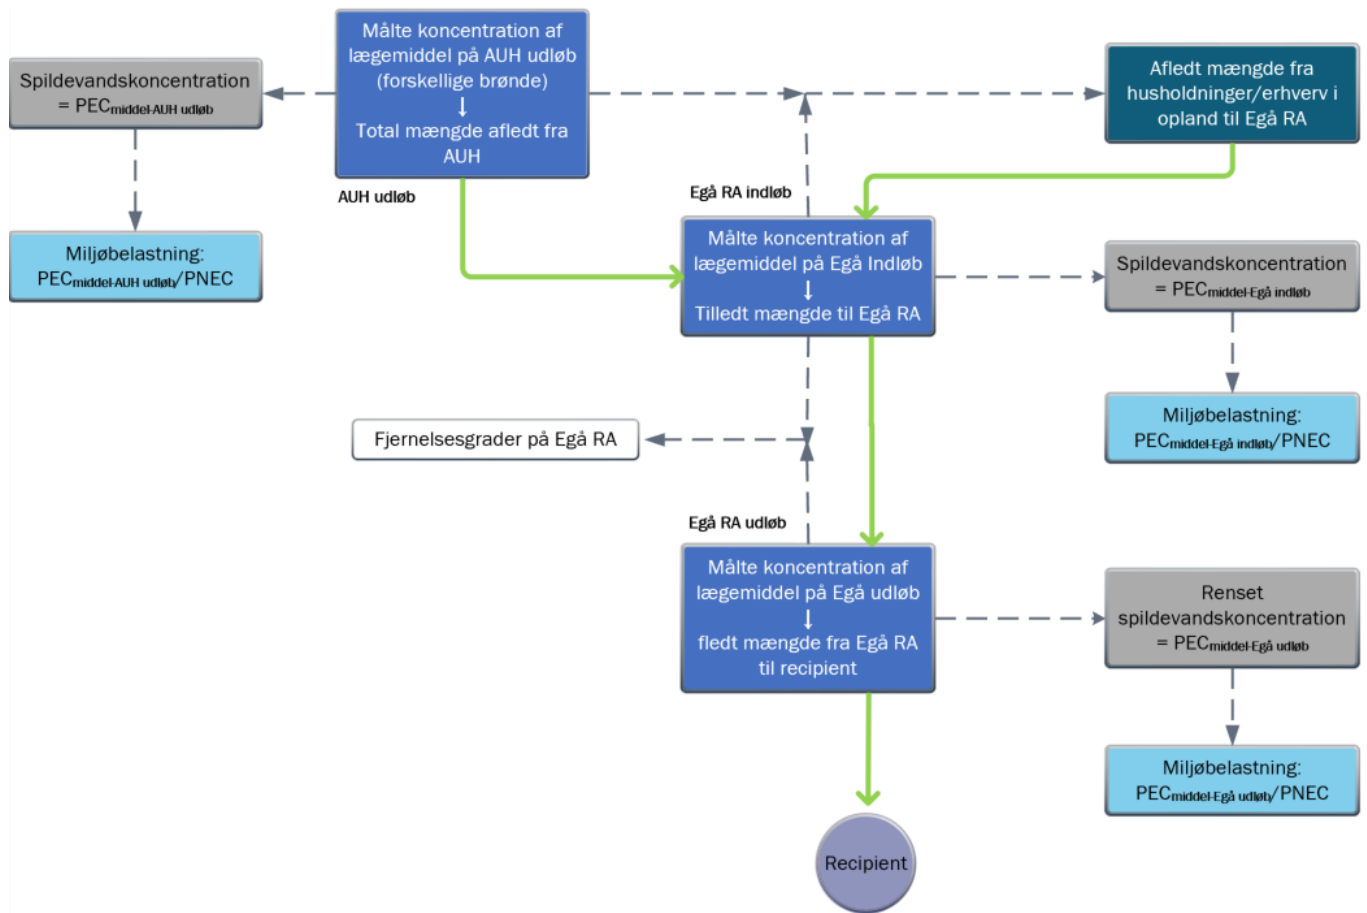 Målte koncentration af
lægemiddel på AUH udløb
(forskellige brønde)
↓
Total mængde afledt fra
AUH
Spildevandskoncentration
= PECmiddel-AUH udløb
Afledt mængde fra
husholdninger/erhverv i
opland til Egå RA
AUH udløb
Egå RA indløb
Miljøbelastning:
PECmiddel-AUH udløb/PNEC
Målte koncentration af
lægemiddel på Egå Indløb
↓
Tilledt mængde til Egå RA
Spildevandskoncentration
= PECmiddel-Egå indløb
Miljøbelastning:
PECmiddel-Egå indløb/PNEC
Fjernelsesgrader på Egå RA
Egå RA udløb
Målte koncentration af
lægemiddel på Egå udløb
↓
fledt mængde fra Egå RA
til recipient
Renset
spildevandskoncentration
= PECmiddel-Egå udløb
Miljøbelastning:
PECmiddel-Egå udløb/PNEC
Recipient